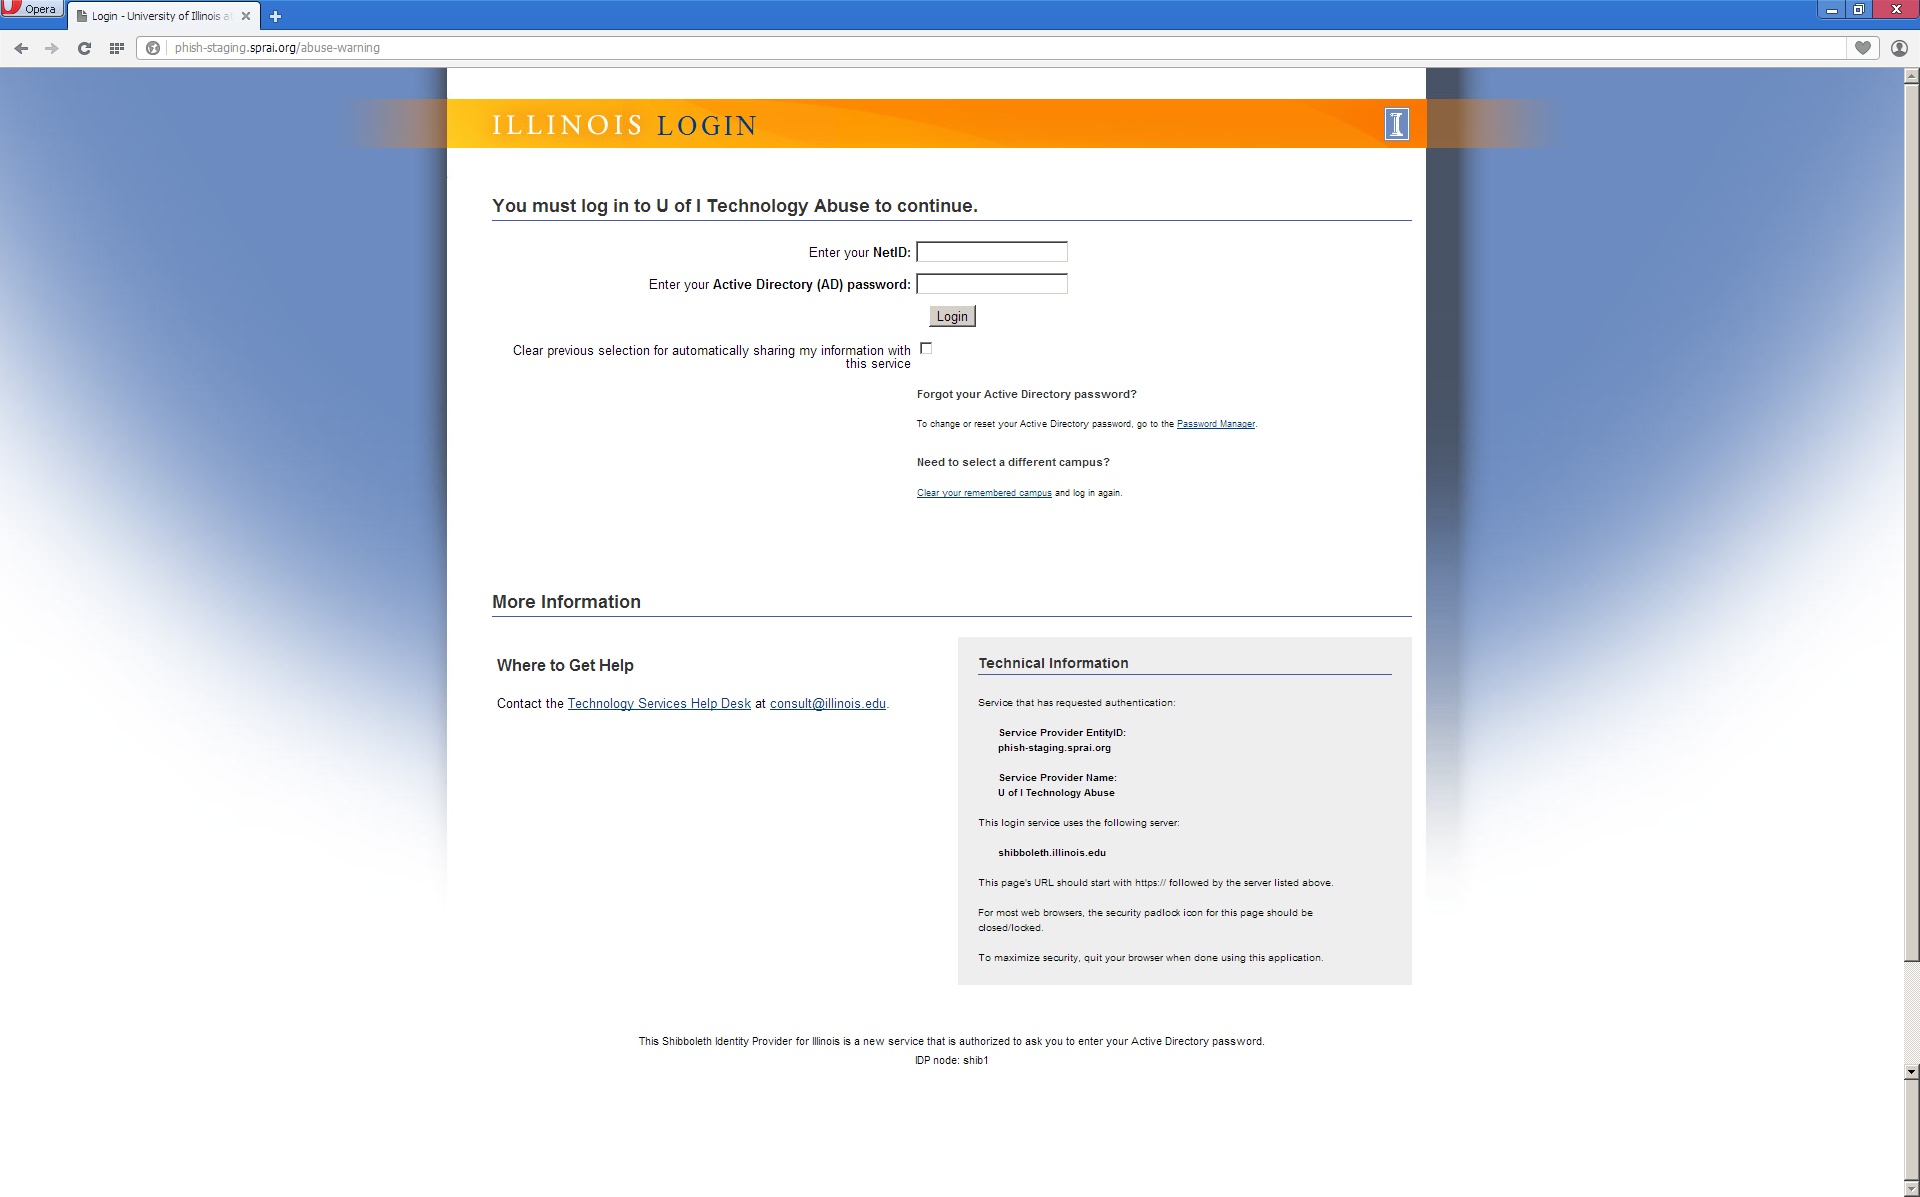 Opera
Login - University of Illinois a
phish-staging.sprai.org/abuse-warning
ILLINOIS LOGIN
I
You must log in to U of I Technology Abuse to continue.
Enter your NetID:
Enter your Active Directory (AD) password:
Login
Clear previous selection for automatically sharing my information with
this service
Forgot your Active Directory password?
To change or reset your Active Directory password, go to the Password Manager.
Need to select a different campus?
Clear your remembered campus and log in again.
More Information
Where to Get Help
Contact the Technology Services Help Desk at consult@illinois.edu.
Technical Information
Service that has requested authentication:
Service Provider EntityID:
phish-staging.sprai.org
Service Provider Name:
U of I Technology Abuse
This login service uses the following server:
shibboleth.illinois.edu
This page's URL should start with https:// followed by the server listed above.
For most web browsers, the security padlock icon for this page should be
closed/locked.
To maximize security, quit your browser when done using this application.
This Shibboleth Identity Provider for Illinois is a new service that is authorized to ask you to enter your Active Directory password.
IDP node: shib1